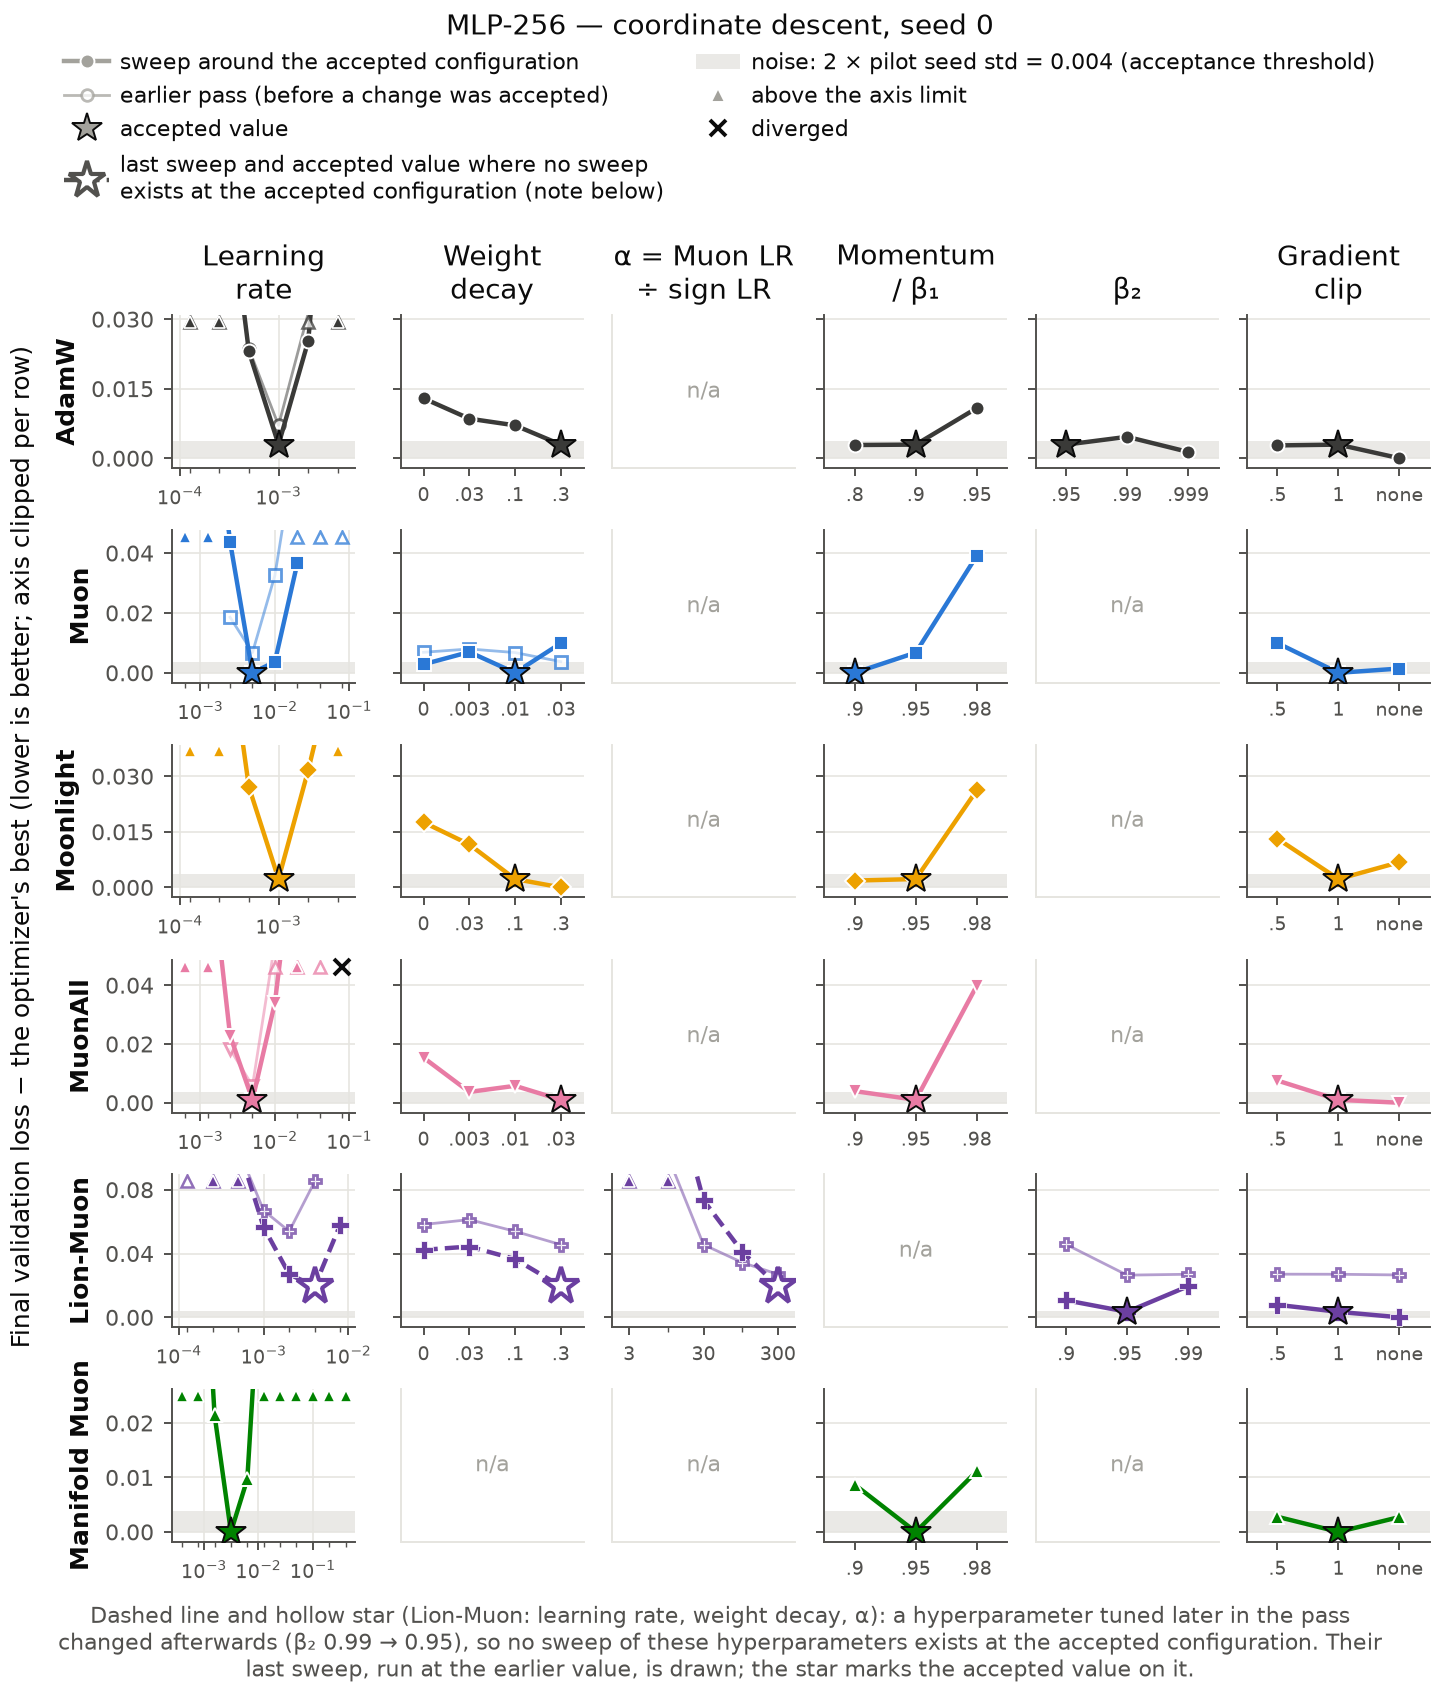 MLP-256 — coordinate descent, seed 0
sweep around the accepted configuration
earlier pass (before a change was accepted)
accepted value
last sweep and accepted value where no sweep
exists at the accepted configuration (note below)
noise: 2 × pilot seed std = 0.004 (acceptance threshold)
above the axis limit
diverged
Learning
rate
Weight
decay
α = Muon LR
÷ sign LR
Momentum
/ β₁
β₂
Gradient
clip
Final validation loss − the optimizer's best (lower is better; axis clipped per row)
AdamW
0.030
0.015
0.000
10⁻⁴ 10⁻³
0 .03 .1 .3
n/a
.8 .9 .95
.95 .99 .999
.5 1 none
Muon
0.04
0.02
0.00
10⁻³ 10⁻² 10⁻¹
0 .003 .01 .03
n/a
.9 .95 .98
n/a
.5 1 none
Moonlight
0.030
0.015
0.000
10⁻⁴ 10⁻³
0 .03 .1 .3
n/a
.9 .95 .98
n/a
.5 1 none
MuonAll
0.04
0.02
0.00
10⁻³ 10⁻² 10⁻¹
0 .003 .01 .03
n/a
.9 .95 .98
n/a
.5 1 none
Lion-Muon
0.08
0.04
0.00
10⁻⁴ 10⁻³ 10⁻²
0 .03 .1 .3
3 30 300
n/a
.9 .95 .99
.5 1 none
Manifold Muon
0.02
0.01
0.00
10⁻³ 10⁻² 10⁻¹
n/a
n/a
.9 .95 .98
n/a
.5 1 none
Dashed line and hollow star (Lion-Muon: learning rate, weight decay, α): a hyperparameter tuned later in the pass
changed afterwards (β₂ 0.99 → 0.95), so no sweep of these hyperparameters exists at the accepted configuration. Their
last sweep, run at the earlier value, is drawn; the star marks the accepted value on it.